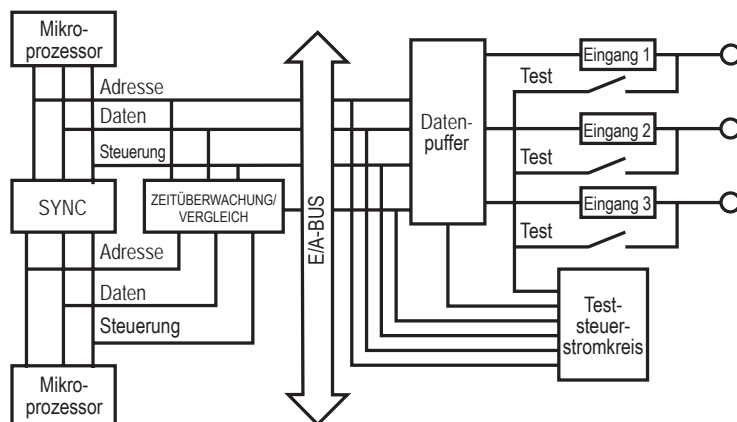 Mikro-
prozessor
Adresse
Daten
Steuerung
SYNC
ZEITÜBERWACHUNG/
VERGLEICH
Adresse
Daten
Steuerung
Mikro-
prozessor
E/A-BUS
Daten-
puffer
Eingang 1
Test
Eingang 2
Test
Eingang 3
Test
Test-
steuer-
stromkreis